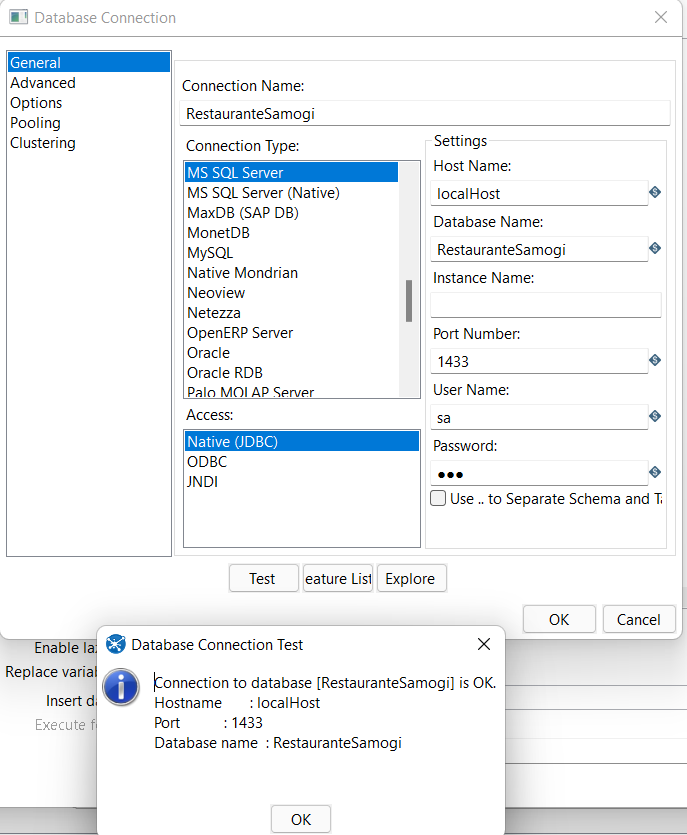 Database Connection
General
Advanced
Options
Pooling
Clustering
Connection Name:
RestauranteSamogi
Connection Type:
MS SQL Server
MS SQL Server (Native)
MaxDB (SAP DB)
MonetDB
MySQL
Native Mondrian
Neoview
Netezza
OpenERP Server
Oracle
Oracle RDB
Palo MOLAP Server
Access:
Native (JDBC)
ODBC
JNDI
Settings
Host Name:
localHost
Database Name:
RestauranteSamogi
Instance Name:
Port Number:
1433
User Name:
sa
Password:
●●●
Use .. to Separate Schema and Ta
Test
eature List
Explore
OK
Cancel
Enable la
Replace varial
Insert da
Execute f
Database Connection Test
Connection to database [RestauranteSamogi] is OK.
Hostname : localHost
Port : 1433
Database name : RestauranteSamogi
OK